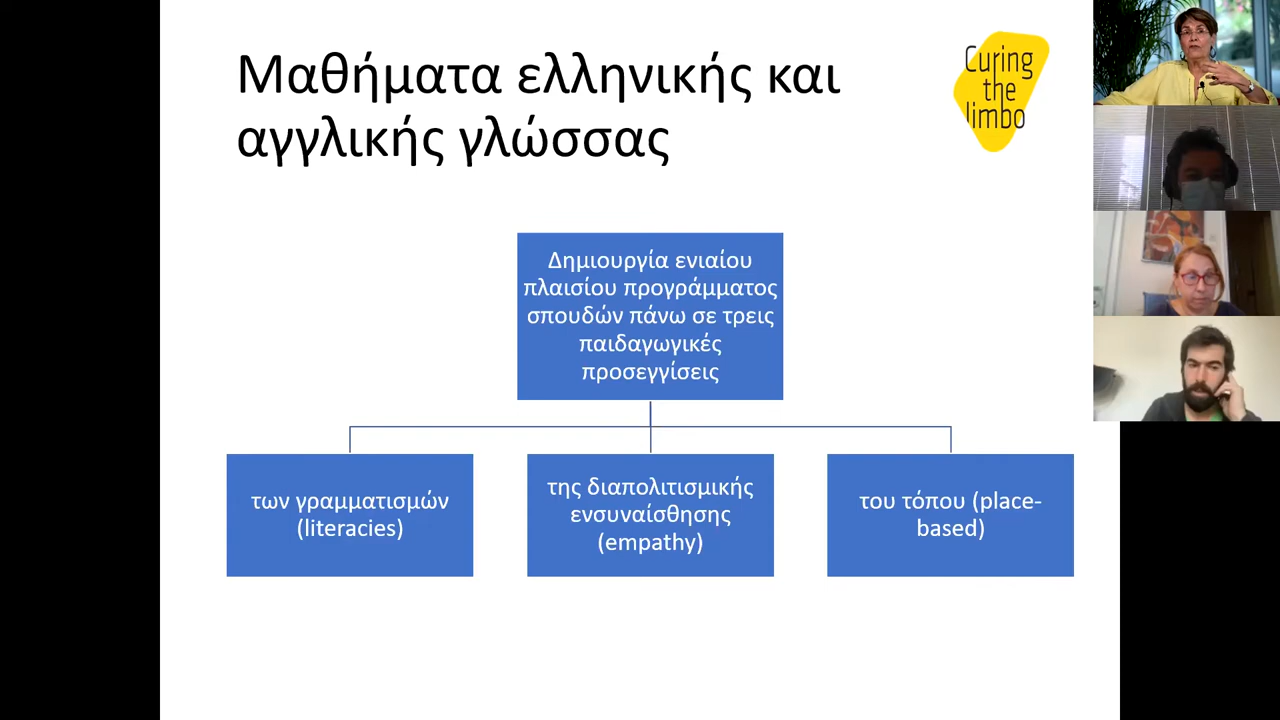 Μαθήματα ελληνικής και
αγγλικής γλώσσας
Curing
the
limbo
Δημιουργία ενιαίου
πλαισίου προγράμματος
σπουδών πάνω σε τρεις
παιδαγωγικές
προσεγγίσεις
των γραμματισμών
(literacies)
της διαπολιτισμικής
ενσυναίσθησης
(empathy)
του τόπου (place-
based)